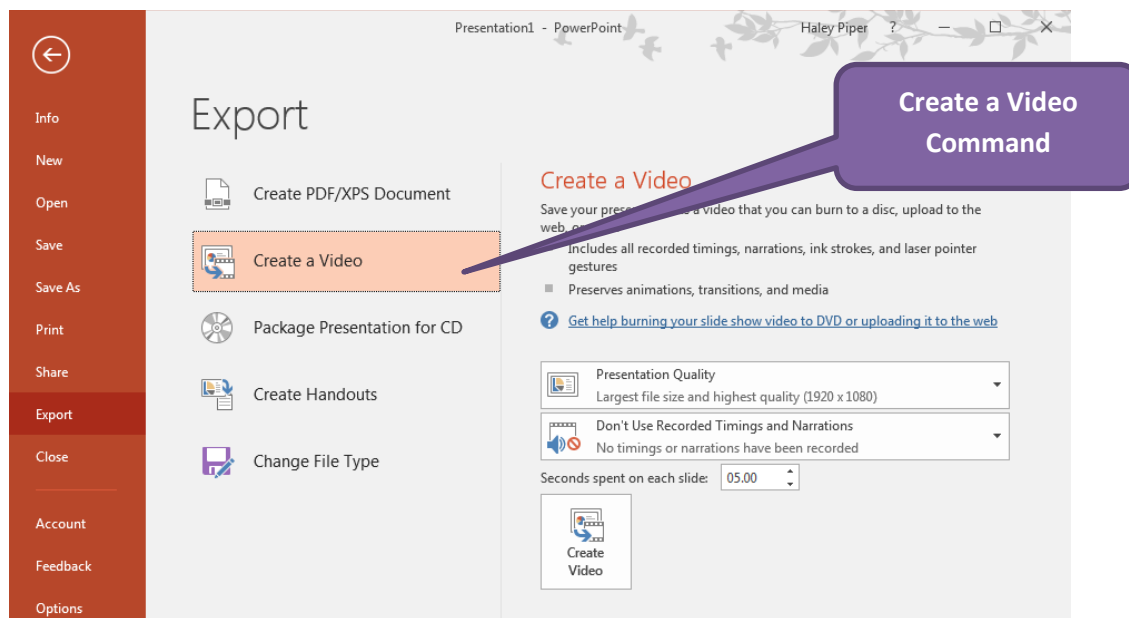 Presentation1 - PowerPoint
Haley Piper ?
Info
New
Open
Save
Save As
Print
Share
Export
Close
Account
Feedback
Options
Export
Create PDF/XPS Document
Create a Video
Package Presentation for CD
Create Handouts
Change File Type
Create a Video
Command
Create a Video
Save your a video that you can burn to a disc, upload to the
web,
Includes all recorded timings, narrations, ink strokes, and laser pointer
gestures
Preserves animations, transitions, and media
Get help burning your slide show video to DVD or uploading it to the web
Presentation Quality
Largest file size and highest quality (1920 x 1080)
Don't Use Recorded Timings and Narrations
No timings or narrations have been recorded
Seconds spent on each slide: 05.00
Create
Video